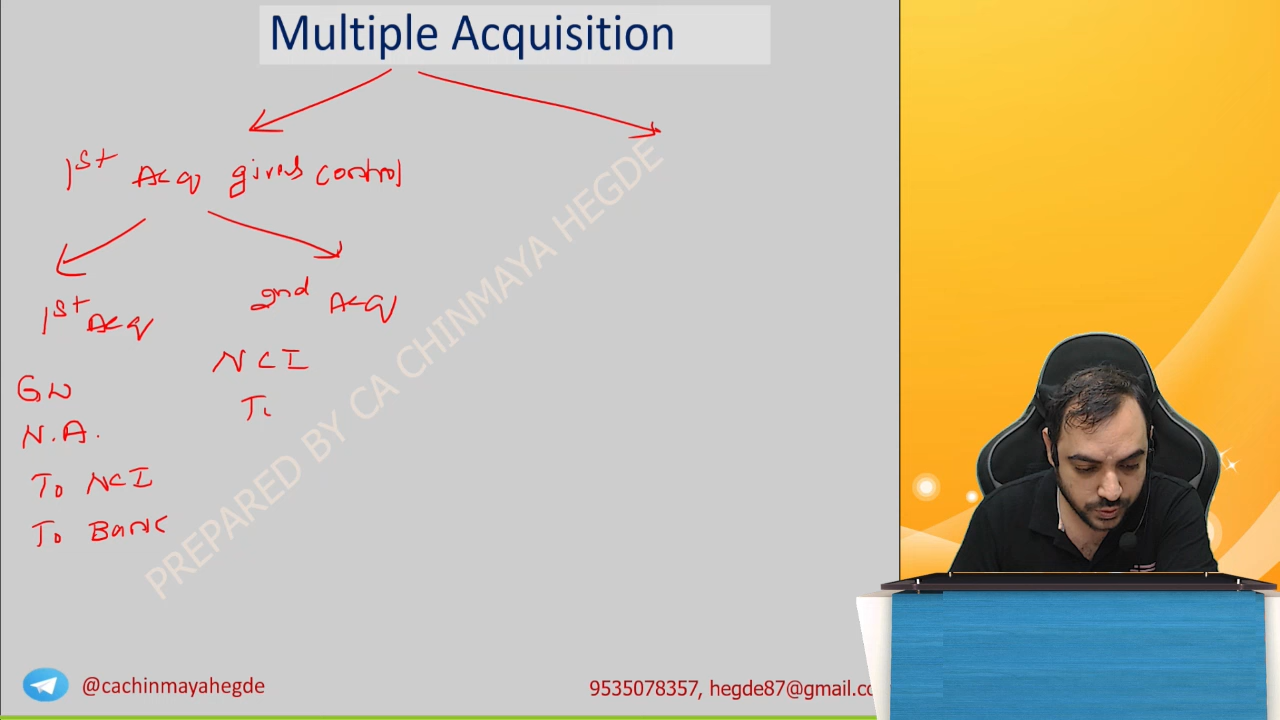 Multiple Acquisition
1st Acq gives control
1st Acq
2nd Acq
GW
N.A.
To NCI
To Bank
NCI
To
PREPARED BY CA CHINMAYA HEGDE
@cachinmayahegde
9535078357, hegde87@gmail.co